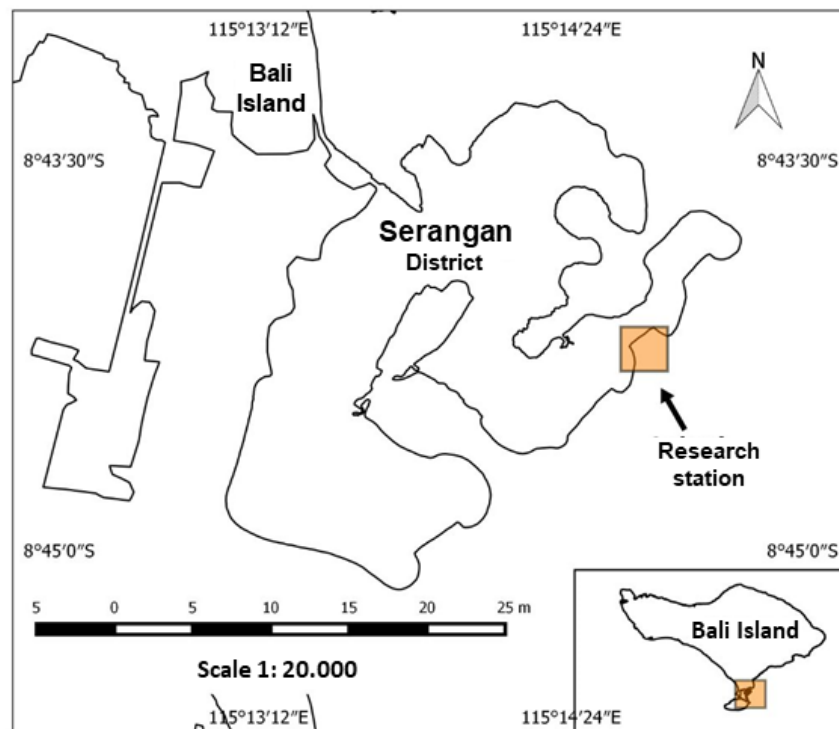 115°13′12″E
115°14′24″E
Bali
Island
N
8°43′30″S
8°43′30″S
Serangan
District
Research
station
8°45′0″S
8°45′0″S
5 0 5 10 15 20 25 m
Scale 1: 20.000
Bali Island
115°13′12″E
115°14′24″E